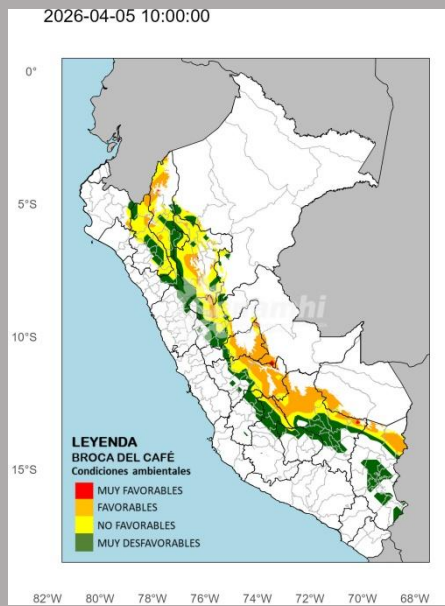 2026-04-05 10:00:00
0°
5°S
10°S
15°S
senamhi
LEYENDA
BROCA DEL CAFÉ
Condiciones ambientales
MUY FAVORABLES
FAVORABLES
NO FAVORABLES
MUY DESFAVORABLES
82°W 80°W 78°W 76°W 74°W 72°W 70°W 68°W